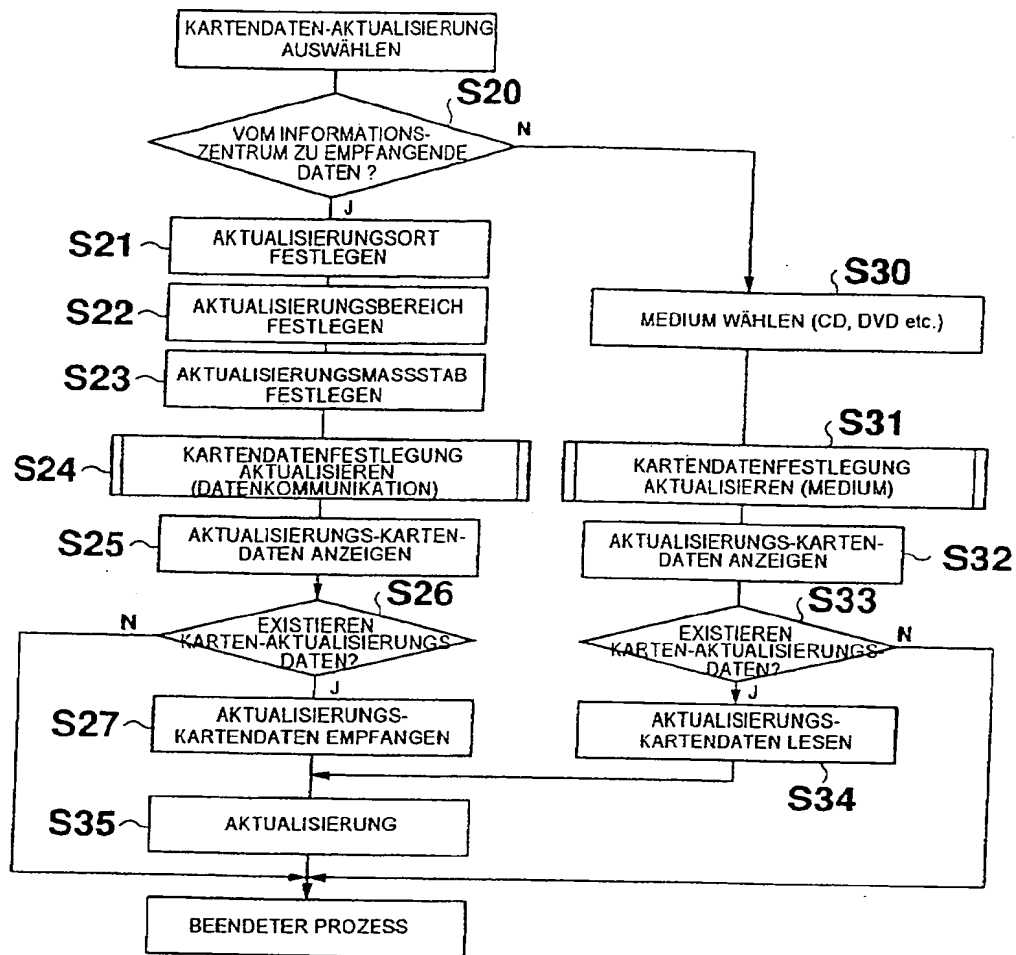 KARTENDATEN-AKTUALISIERUNG
AUSWÄHLEN
S20
VOM INFORMATIONS-
ZENTRUM ZU EMPFANGENDE
DATEN ?
N
J
S21
AKTUALISIERUNGSORT
FESTLEGEN
S22
AKTUALISIERUNGSBEREICH
FESTLEGEN
S23
AKTUALISIERUNGSMASSSTAB
FESTLEGEN
S24
KARTENDATENFESTLEGUNG
AKTUALISIEREN
(DATENKOMMUNIKATION)
S25
AKTUALISIERUNGS-KARTEN-
DATEN ANZEIGEN
S26
N
EXISTIEREN
KARTEN-AKTUALISIERUNGS
DATEN?
J
S27
AKTUALISIERUNGS-
KARTENDATEN EMPFANGEN
S30
MEDIUM WÄHLEN (CD, DVD etc.)
S31
KARTENDATENFESTLEGUNG
AKTUALISIEREN (MEDIUM)
AKTUALISIERUNGS-KARTEN-
DATEN ANZEIGEN
S32
S33
EXISTIEREN
KARTEN-AKTUALISIERUNGS-
DATEN?
N
J
AKTUALISIERUNGS-
KARTENDATEN LESEN
S34
S35
AKTUALISIERUNG
BEENDETER PROZESS